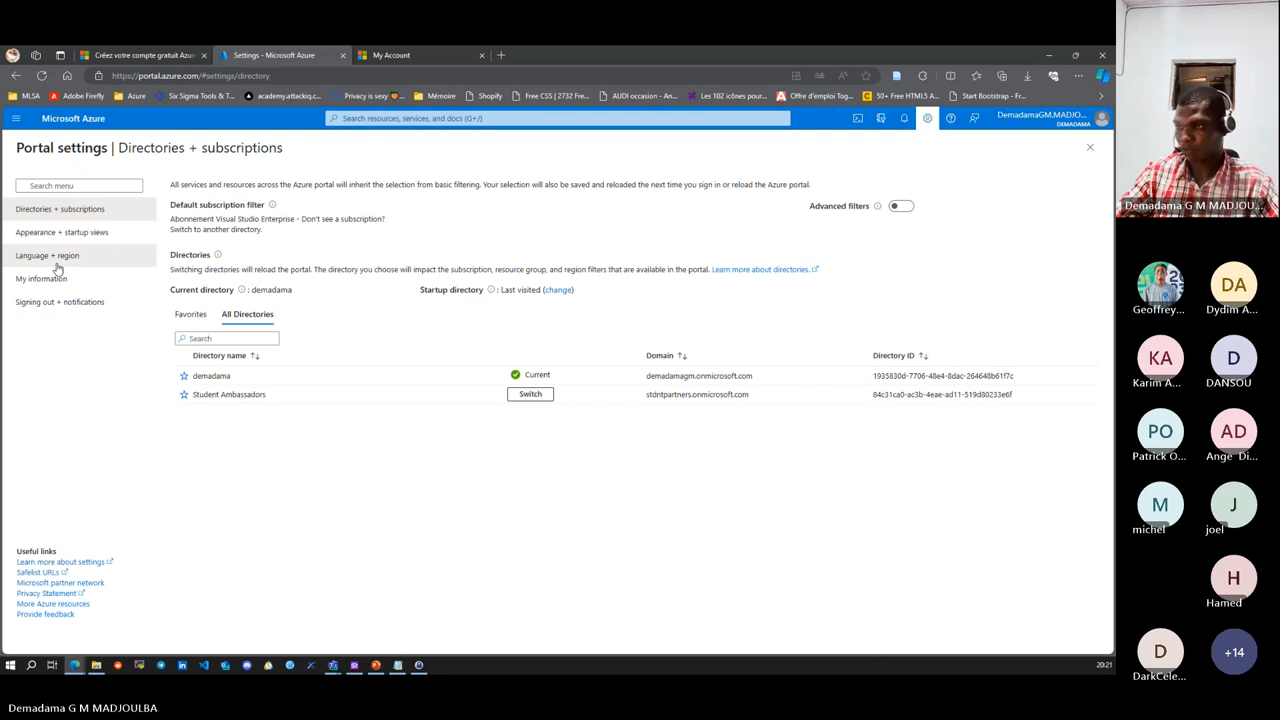 Créez votre compte gratuit Azur
Settings - Microsoft Azure
My Account
https://portal.azure.com/#settings/directory
MLSA
Adobe Firefly
Azure
Six Sigma Tools & T...
academy.attackiq.c...
Privacy is sexy
Mémoire
Shopify
Free CSS | 2732 Fre...
AUDI occasion - An...
Les 102 icônes pour...
Offre d'emploi Tog...
50+ Free HTML5 A...
Start Bootstrap - Fr...
Microsoft Azure
Search resources, services, and docs (G+/)
DemadamaGM.MADJO...
DEMADAMA
Portal settings | Directories + subscriptions
Search menu
Directories + subscriptions
Appearance + startup views
Language + region
My information
Signing out + notifications
All services and resources across the Azure portal will inherit the selection from basic filtering. Your selection will also be saved and reloaded the next time you sign in or reload the Azure portal.
Default subscription filter
Advanced filters
Abonnement Visual Studio Enterprise - Don't see a subscription?
Switch to another directory.
Directories
Switching directories will reload the portal. The directory you choose will impact the subscription, resource group, and region filters that are available in the portal. Learn more about directories.
Current directory : demadama
Startup directory : Last visited (change)
Favorites
All Directories
Search
Directory name
Domain
Directory ID
demadama
Current
demadamagm.onmicrosoft.com
1935830d-7706-48e4-8dac-264648b61f7c
Student Ambassadors
Switch
stdntpartners.onmicrosoft.com
84c31ca0-ac3b-4eae-ad11-519d80233e6f
Useful links
Learn more about settings
Safelist URLs
Microsoft partner network
Privacy Statement
More Azure resources
Provide feedback
20:21
Demadama G M MADJOU...
Geoffrey...
DA
Dydim A...
KA
Karim A...
D
DANSOU
PO
Patrick O...
AD
Ange Di...
M
michel
J
joel
H
Hamed
D
DarkCele...
+14
Demadama G M MADJOULBA